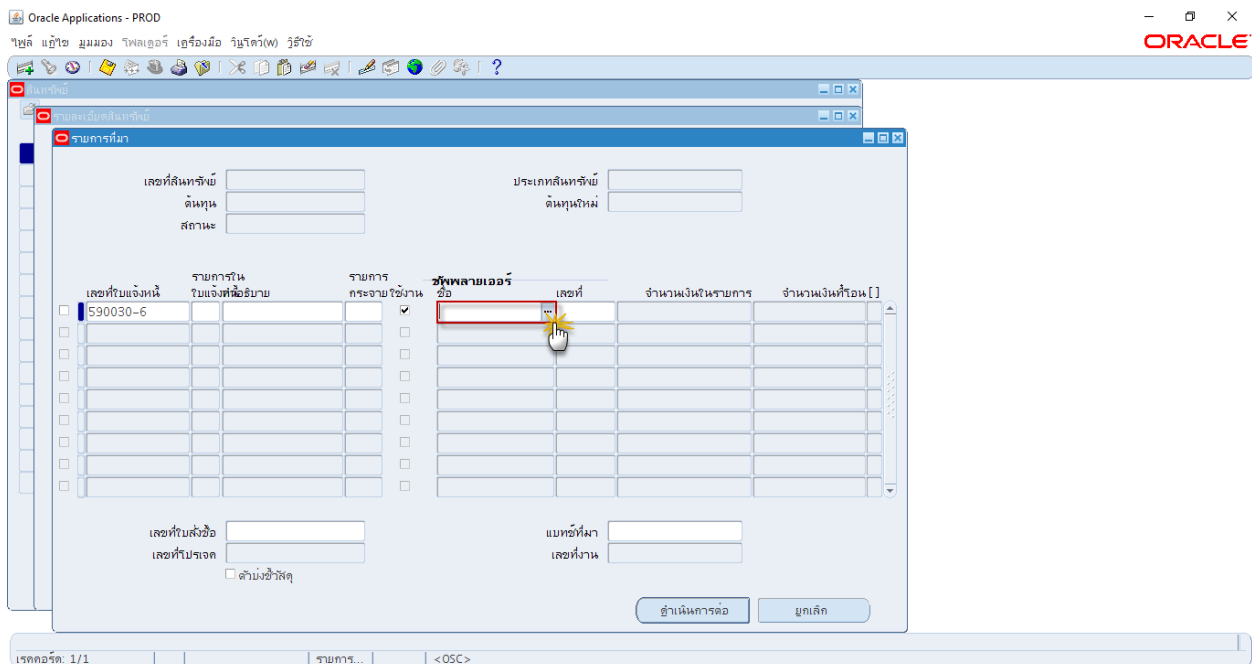 Oracle Applications - PROD
ไฟล์ แก้ไข มุมมอง โฟลเดอร์ เครื่องมือ วินโดว์(W) วิธีใช้
ORACLE
สินทรัพย์
รายละเอียดสินทรัพย์
รายการที่มา
เลขที่สินทรัพย์ ประเภทสินทรัพย์
ต้นทุน ต้นทุนใหม่
สถานะ
รายการใน รายการ ซัพพลายเออร์
เลขที่ใบแจ้งหนี้ ใบแจ้งหนี้ คำอธิบาย กระจาย ใช้งาน ชื่อ เลขที่ จำนวนเงินในรายการ จำนวนเงินที่โอน [ ]
590030-6
เลขที่ใบสั่งซื้อ แบทช์ที่มา
เลขที่โปรเจค เลขที่งาน
ตัวบ่งชี้วัสดุ
ดำเนินการต่อ ยกเลิก
เรคคอร์ด: 1/1 รายการ... <OSC>